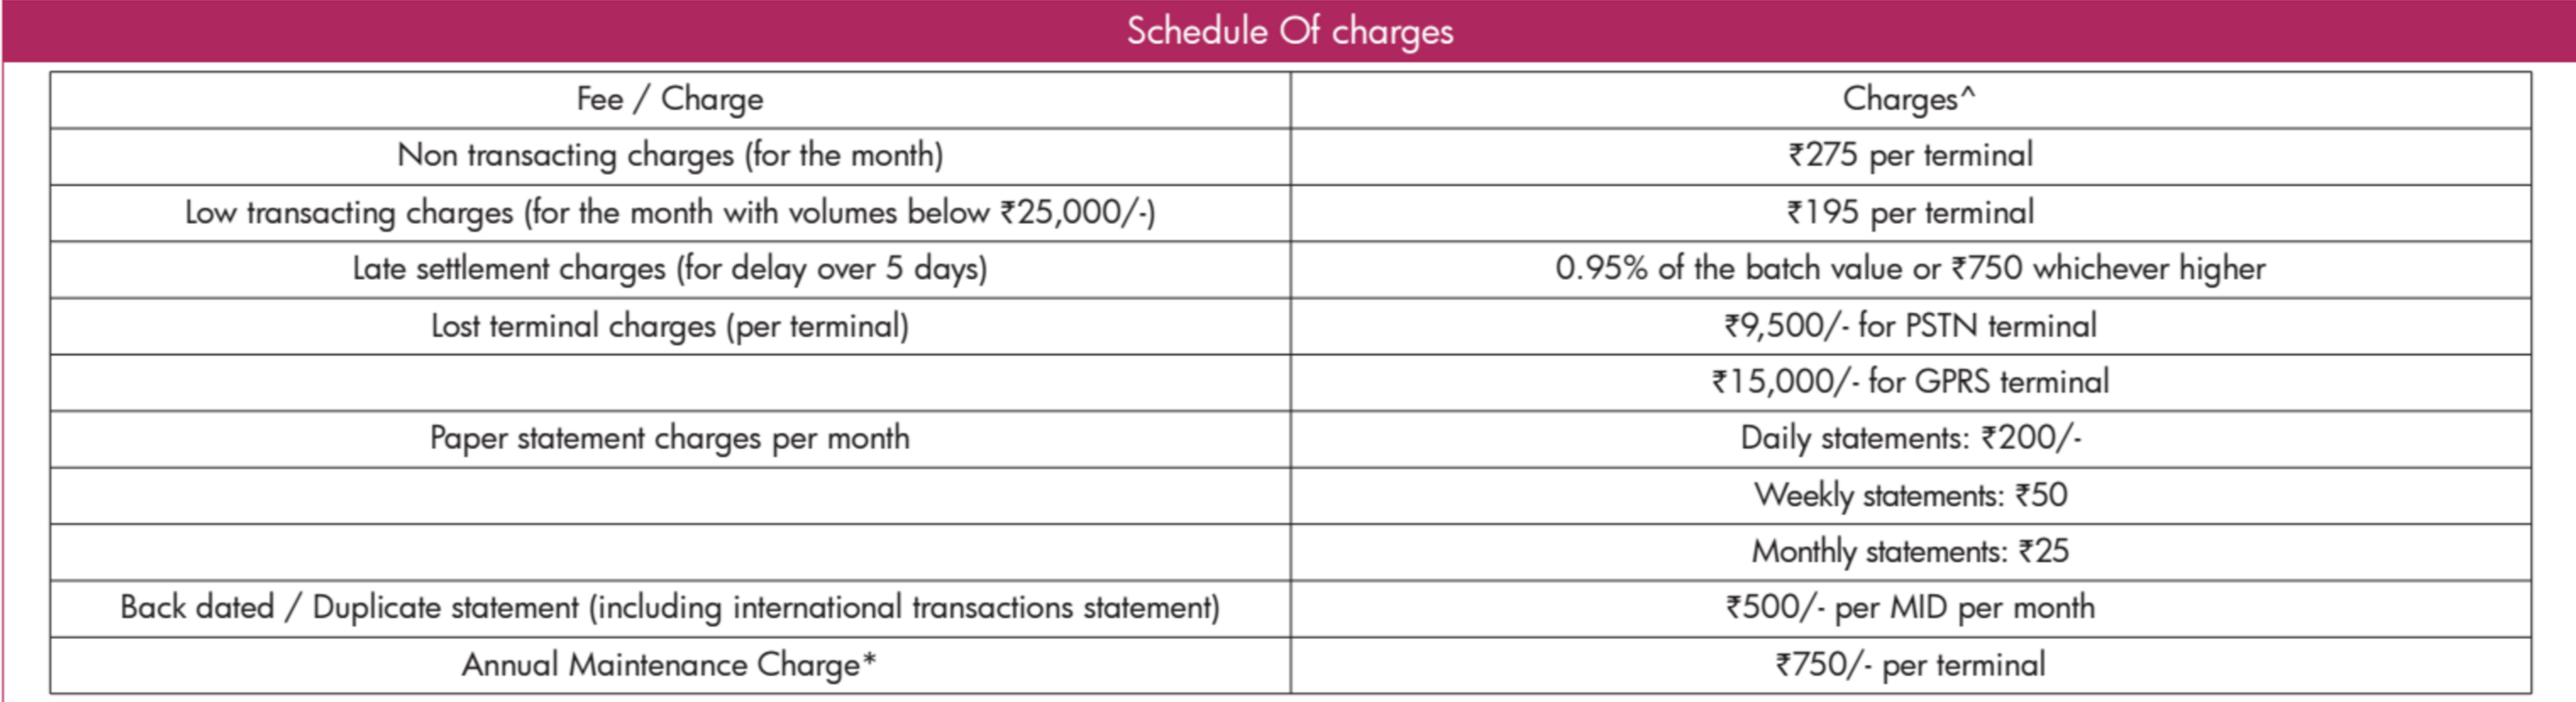 Schedule Of charges
Fee / Charge Charges^
Non transacting charges (for the month) ₹275 per terminal
Low transacting charges (for the month with volumes below ₹25,000/-) ₹195 per terminal
Late settlement charges (for delay over 5 days) 0.95% of the batch value or ₹750 whichever higher
Lost terminal charges (per terminal) ₹9,500/- for PSTN terminal
₹15,000/- for GPRS terminal
Paper statement charges per month Daily statements: ₹200/-
Weekly statements: ₹50
Monthly statements: ₹25
Back dated / Duplicate statement (including international transactions statement) ₹500/- per MID per month
Annual Maintenance Charge* ₹750/- per terminal